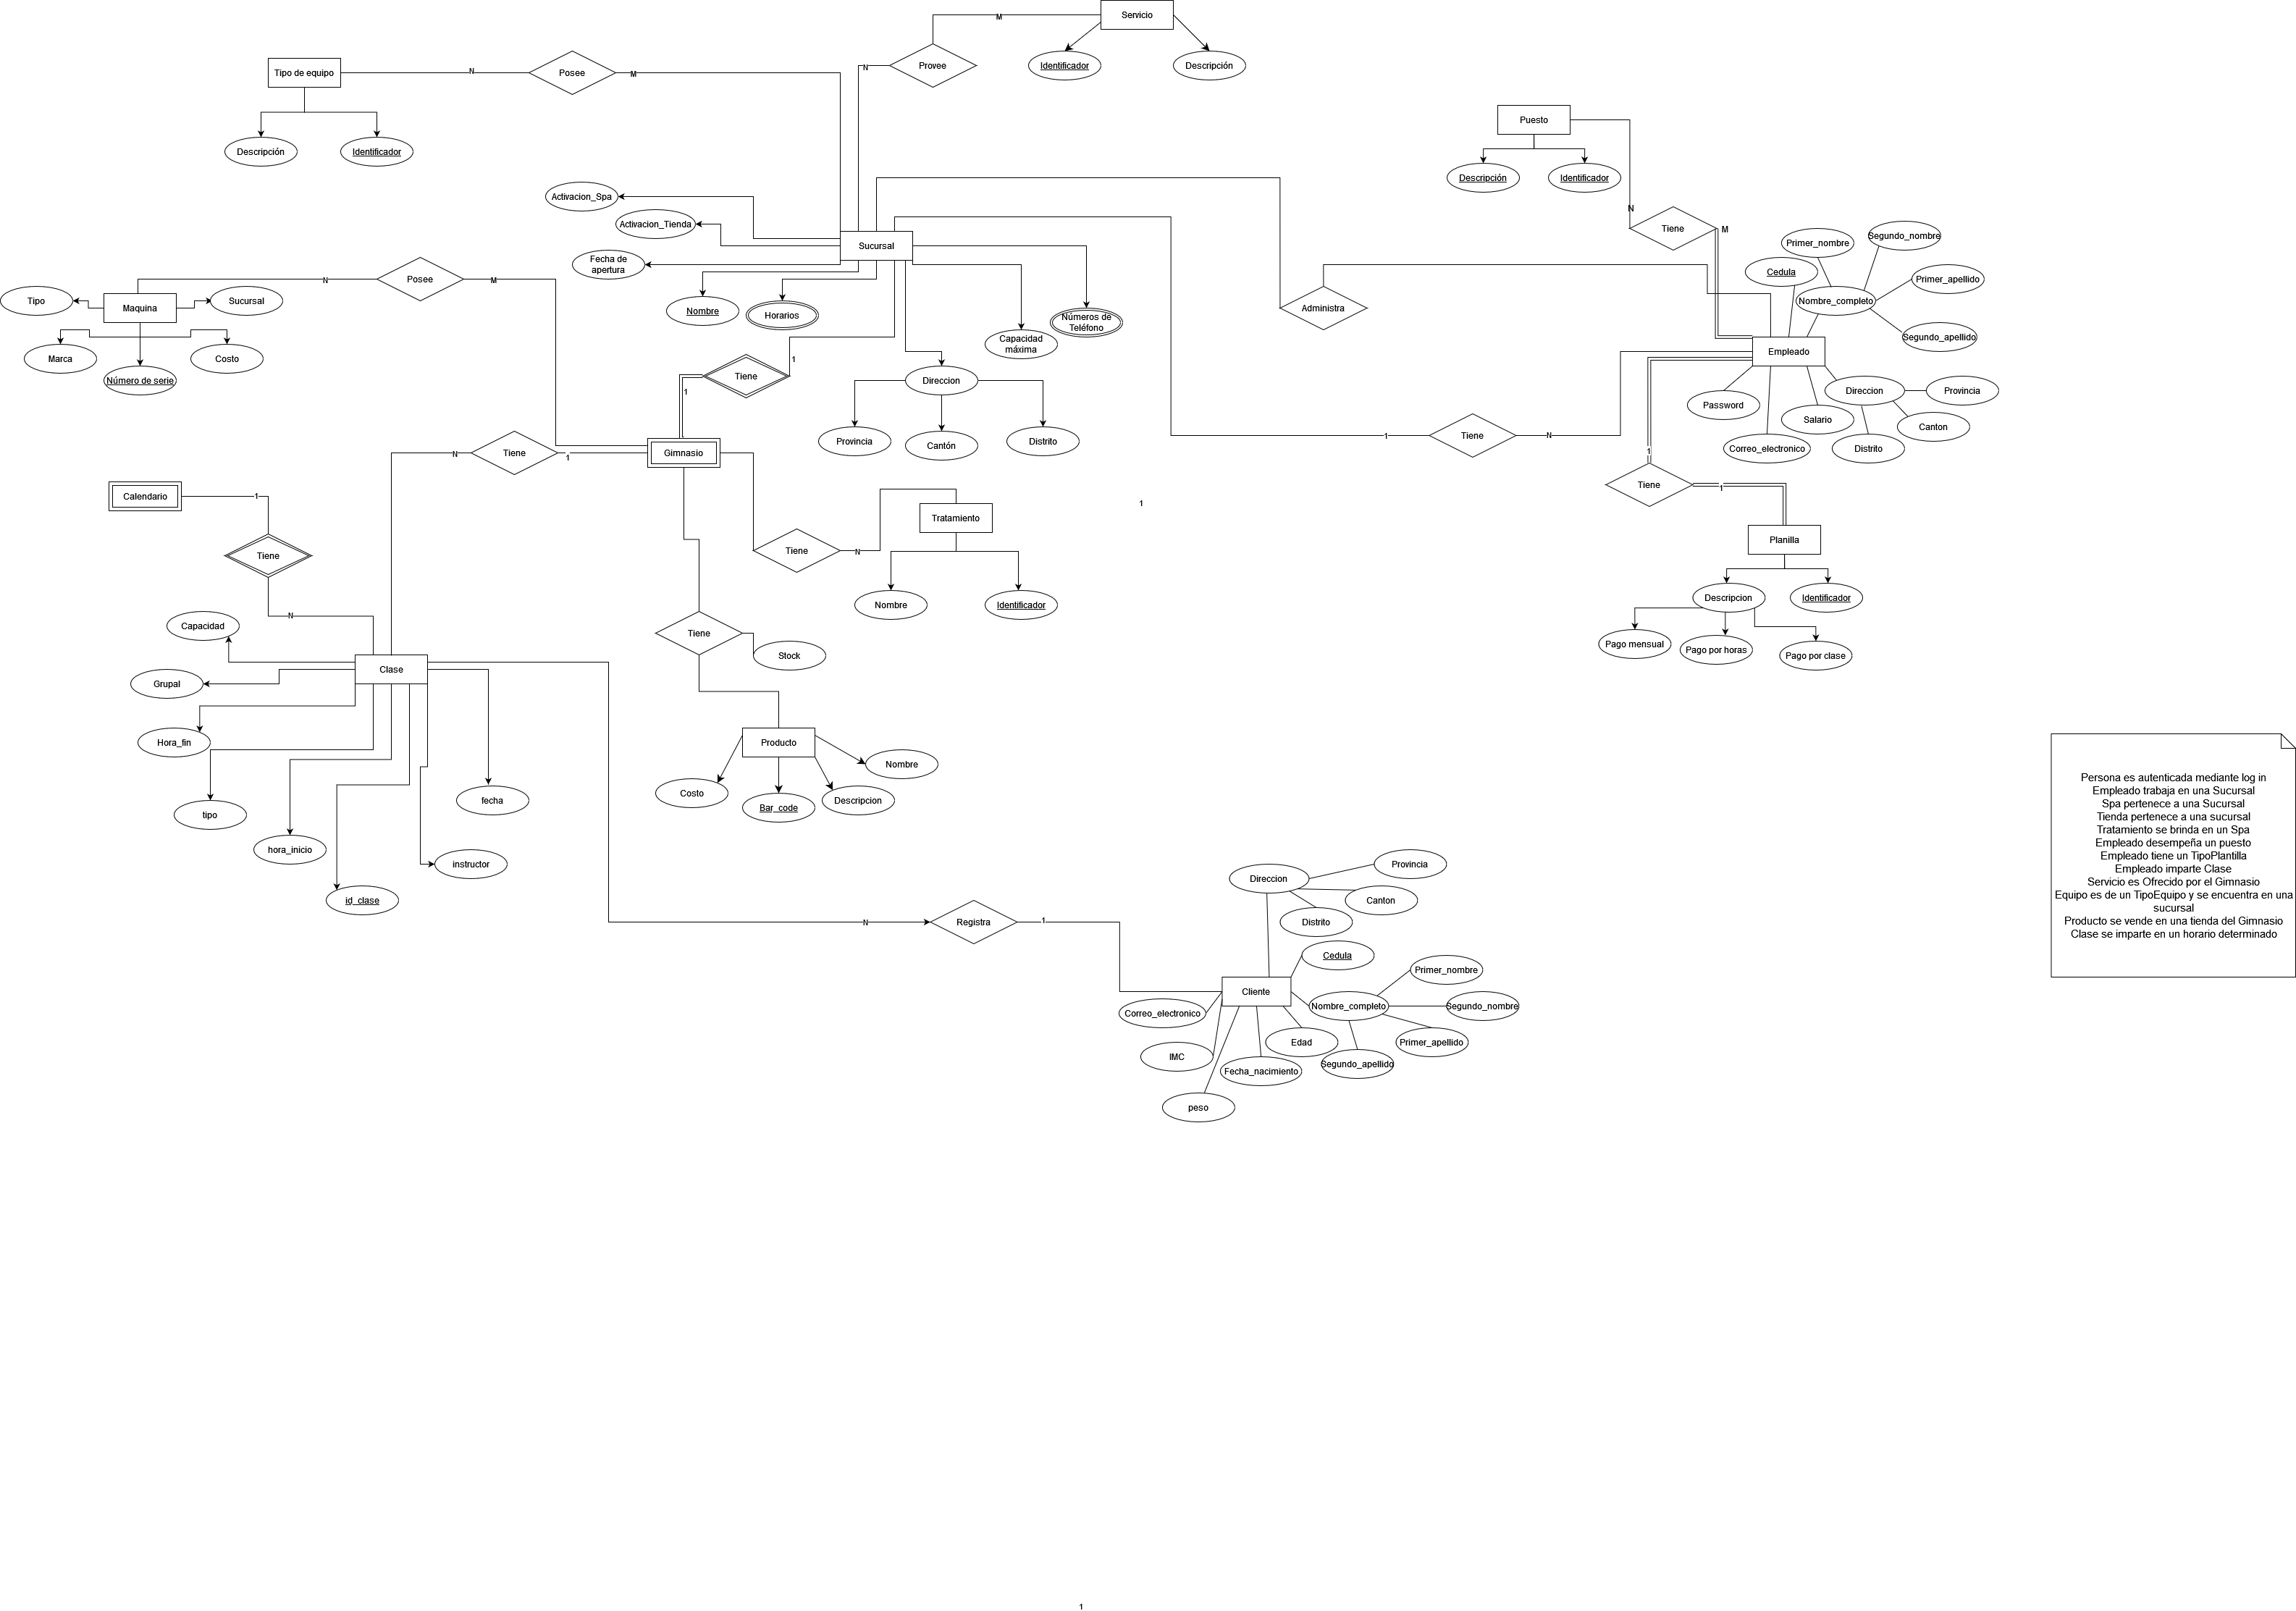 Servicio
M
Provee
N
Identificador
Descripción
Tipo de equipo
N
Posee
M
Descripción
Identificador
Puesto
Descripción
Identificador
N
Tiene
M
Activacion_Spa
Activacion_Tienda
Fecha de
apertura
Sucursal
Nombre
Horarios
Capacidad
máxima
Números de
Teléfono
Direccion
Provincia
Cantón
Distrito
Posee
N
M
Tipo
Maquina
Sucursal
Marca
Número de serie
Costo
Administra
Primer_nombre
Segundo_nombre
Cedula
Primer_apellido
Nombre_completo
Segundo_apellido
Empleado
Direccion
Provincia
Password
Salario
Canton
Correo_electronico
Distrito
1
Tiene
N
Tiene
1
1
Gimnasio
N
Tiene
1
Calendario
1
Tiene
N
1
Tiene
1
1
Planilla
Descripcion
Identificador
Pago mensual
Pago por horas
Pago por clase
Tratamiento
Tiene
N
Nombre
Identificador
Tiene
Stock
Capacidad
Clase
Grupal
Hora_fin
tipo
hora_inicio
id_clase
fecha
instructor
Producto
Nombre
Costo
Bar_code
Descripcion
N
Registra
1
Direccion
Provincia
Canton
Distrito
Cedula
Cliente
Primer_nombre
Nombre_completo
Segundo_nombre
Correo_electronico
Edad
Primer_apellido
IMC
Fecha_nacimiento
Segundo_apellido
peso
Persona es autenticada mediante log in
Empleado trabaja en una Sucursal
Spa pertenece a una Sucursal
Tienda pertenece a una sucursal
Tratamiento se brinda en un Spa
Empleado desempeña un puesto
Empleado tiene un TipoPlantilla
Empleado imparte Clase
Servicio es Ofrecido por el Gimnasio
Equipo es de un TipoEquipo y se encuentra en una
sucursal
Producto se vende en una tienda del Gimnasio
Clase se imparte en un horario determinado
1